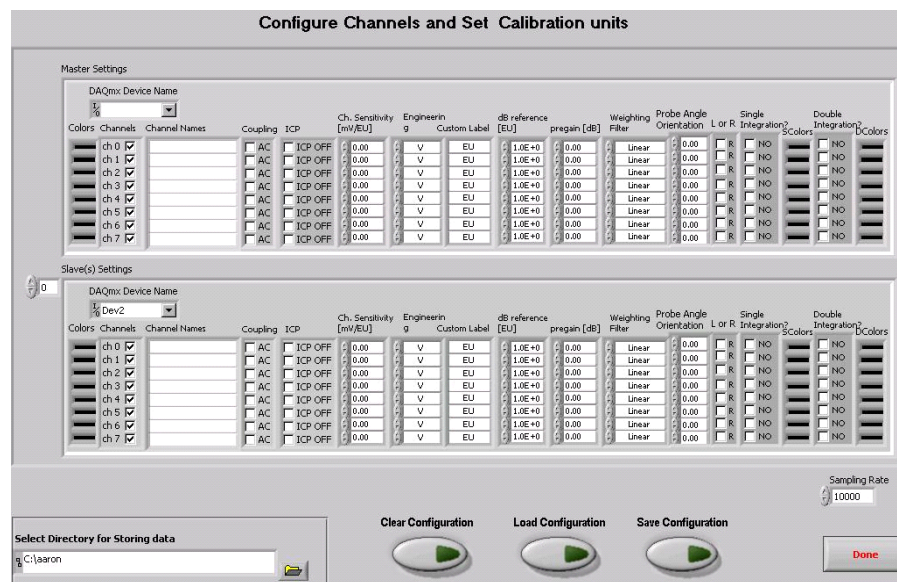 Configure Channels and Set Calibration units
Master Settings
DAQmx Device Name
Colors Channels Channel Names Coupling ICP Ch. Sensitivity [mV/EU] Engineerin g Custom Label dB reference [EU] pregain [dB] Weighting Filter Probe Angle Orientation L or R Single Integration? SColors Double Integration? DColors
ch 0 AC ICP OFF 0.00 V EU 1.0E+0 0.00 Linear 0.00 R NO NO
ch 1 AC ICP OFF 0.00 V EU 1.0E+0 0.00 Linear 0.00 R NO NO
ch 2 AC ICP OFF 0.00 V EU 1.0E+0 0.00 Linear 0.00 R NO NO
ch 3 AC ICP OFF 0.00 V EU 1.0E+0 0.00 Linear 0.00 R NO NO
ch 4 AC ICP OFF 0.00 V EU 1.0E+0 0.00 Linear 0.00 R NO NO
ch 5 AC ICP OFF 0.00 V EU 1.0E+0 0.00 Linear 0.00 R NO NO
ch 6 AC ICP OFF 0.00 V EU 1.0E+0 0.00 Linear 0.00 R NO NO
ch 7 AC ICP OFF 0.00 V EU 1.0E+0 0.00 Linear 0.00 R NO NO
Slave(s) Settings
0
DAQmx Device Name
Dev2
Colors Channels Channel Names Coupling ICP Ch. Sensitivity [mV/EU] Engineerin g Custom Label dB reference [EU] pregain [dB] Weighting Filter Probe Angle Orientation L or R Single Integration? SColors Double Integration? DColors
ch 0 AC ICP OFF 0.00 V EU 1.0E+0 0.00 Linear 0.00 R NO NO
ch 1 AC ICP OFF 0.00 V EU 1.0E+0 0.00 Linear 0.00 R NO NO
ch 2 AC ICP OFF 0.00 V EU 1.0E+0 0.00 Linear 0.00 R NO NO
ch 3 AC ICP OFF 0.00 V EU 1.0E+0 0.00 Linear 0.00 R NO NO
ch 4 AC ICP OFF 0.00 V EU 1.0E+0 0.00 Linear 0.00 R NO NO
ch 5 AC ICP OFF 0.00 V EU 1.0E+0 0.00 Linear 0.00 R NO NO
ch 6 AC ICP OFF 0.00 V EU 1.0E+0 0.00 Linear 0.00 R NO NO
ch 7 AC ICP OFF 0.00 V EU 1.0E+0 0.00 Linear 0.00 R NO NO
Sampling Rate
10000
Clear Configuration Load Configuration Save Configuration
Select Directory for Storing data
C:\aaron
Done